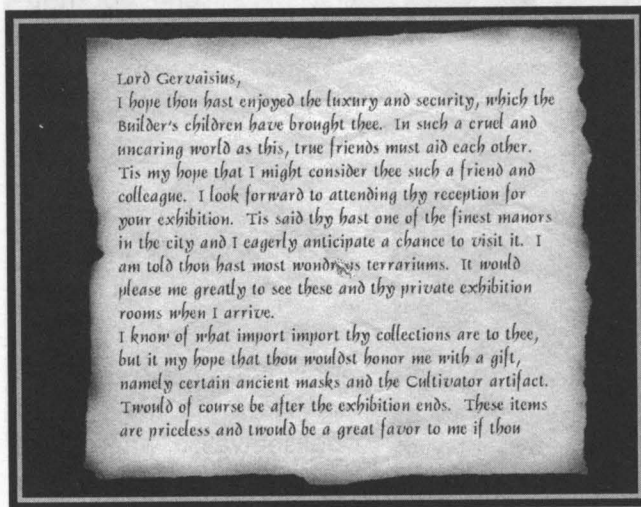 Lord Gervaisius,
I hope thou hast enjoyed the luxury and security, which the
Builder's children have brought thee. In such a cruel and
uncaring world as this, true friends must aid each other.
Tis my hope that I might consider thee such a friend and
colleague. I look forward to attending thy reception for
your exhibition. Tis said thy hast one of the finest manors
in the city and I eagerly anticipate a chance to visit it. I
am told thou hast most wondrous terrariums. It would
please me greatly to see these and thy private exhibition
rooms when I arrive.
I know of what import import thy collections are to thee,
but it my hope that thou wouldst honor me with a gift,
namely certain ancient masks and the Cultivator artifact.
Twould of course be after the exhibition ends. These items
are priceless and twould be a great favor to me if thou